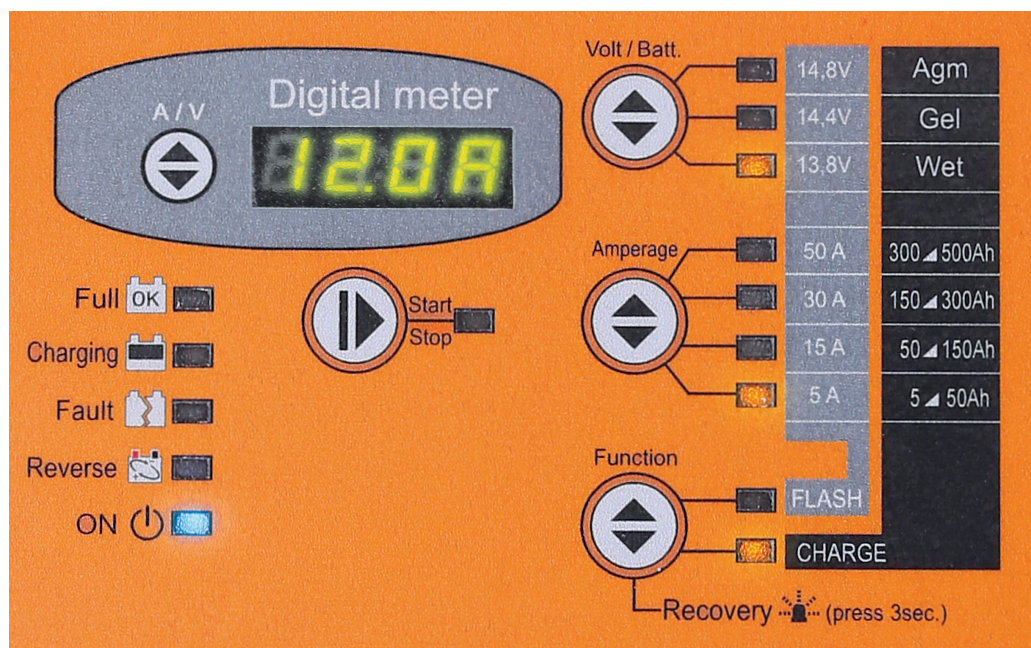 Digital meter
A / V
12.0A
Volt / Batt.
14,8V Agm
14,4V Gel
13,8V Wet
Amperage
50 A 300 ◢ 500Ah
30 A 150 ◢ 300Ah
15 A 50 ◢ 150Ah
5 A 5 ◢ 50Ah
Full OK
Charging
Fault
Reverse
ON
Start
Stop
Function
FLASH
CHARGE
Recovery (press 3sec.)